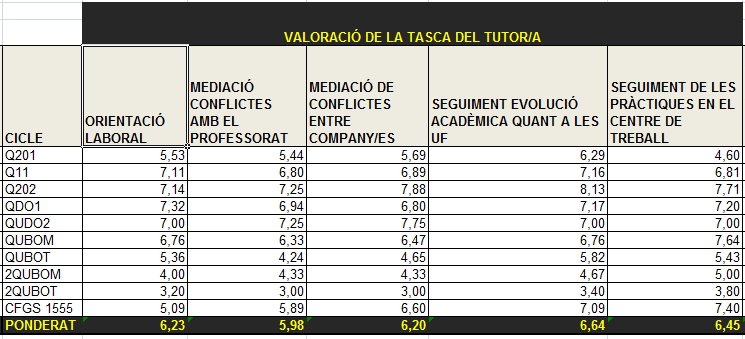 VALORACIÓ DE LA TASCA DEL TUTOR/A
CICLE
ORIENTACIÓ
LABORAL
MEDIACIÓ
CONFLICTES
AMB EL
PROFESSORAT
MEDIACIÓ DE
CONFLICTES
ENTRE
COMPANY/ES
SEGUIMENT EVOLUCIÓ
ACADÈMICA QUANT A LES
UF
SEGUIMENT DE LES
PRÀCTIQUES EN EL
CENTRE DE
TREBALL
Q201 5,53 5,44 5,69 6,29 4,60
Q11 7,11 6,80 6,89 7,16 6,81
Q202 7,14 7,25 7,88 8,13 7,71
QDO1 7,32 6,94 6,80 7,17 7,20
QUDO2 7,00 7,25 7,75 7,00 7,00
QUBOM 6,76 6,33 6,47 6,76 7,64
QUBOT 5,36 4,24 4,65 5,82 5,43
2QUBOM 4,00 4,33 4,33 4,67 5,00
2QUBOT 3,20 3,00 3,00 3,40 3,80
CFGS 1555 5,09 5,89 6,60 7,09 7,40
PONDERAT 6,23 5,98 6,20 6,64 6,45